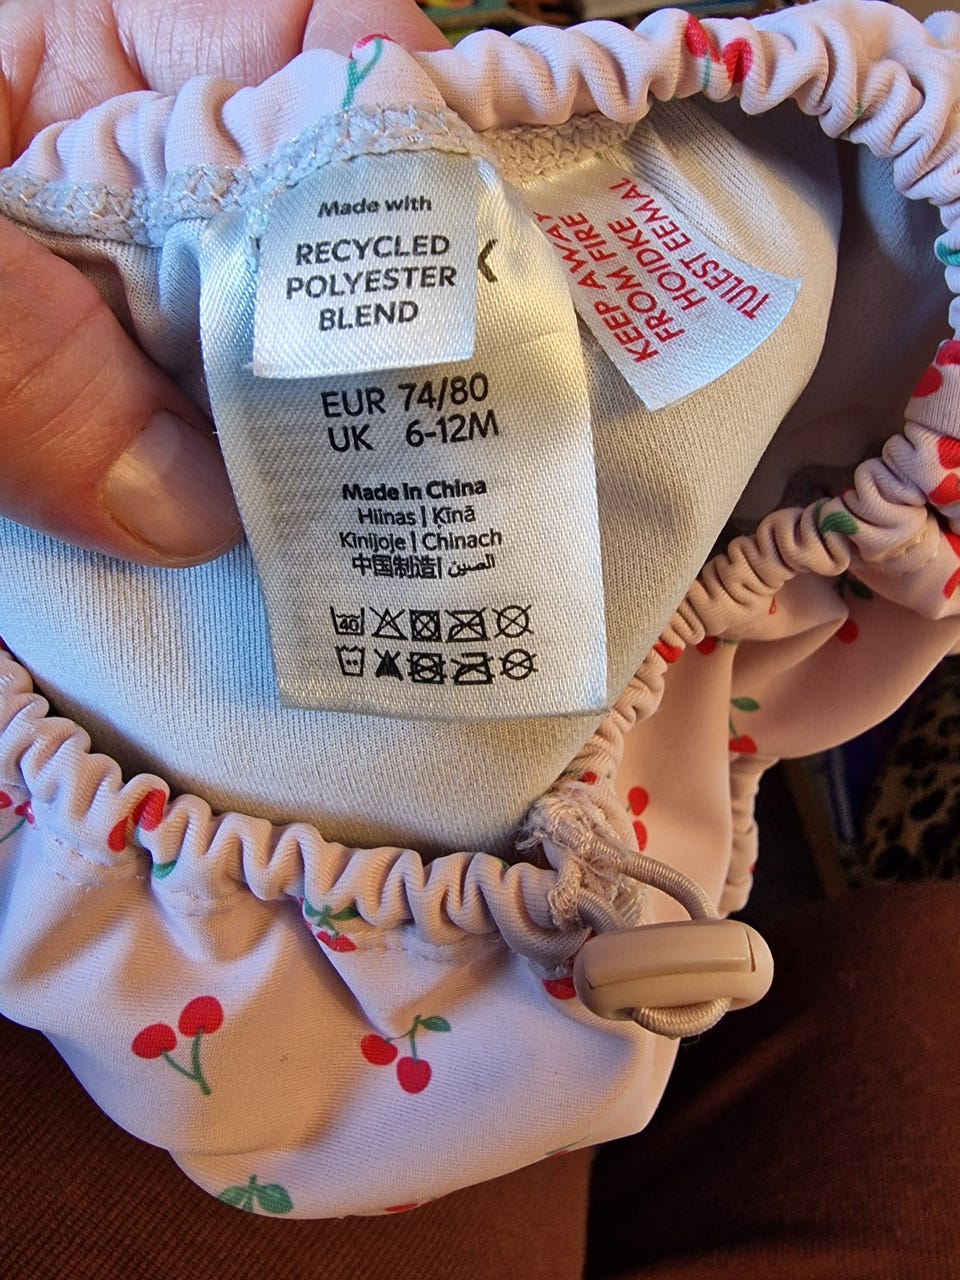 Made with
RECYCLED
POLYESTER
BLEND
EUR 74/80
UK 6-12M
Made in China
Hiinas | Ķīnā
Kinijoje | Chinach
中国制造| الصين
40
KEEP AWAY
FROM FIRE
HOIDKE
TULEST EEMAL